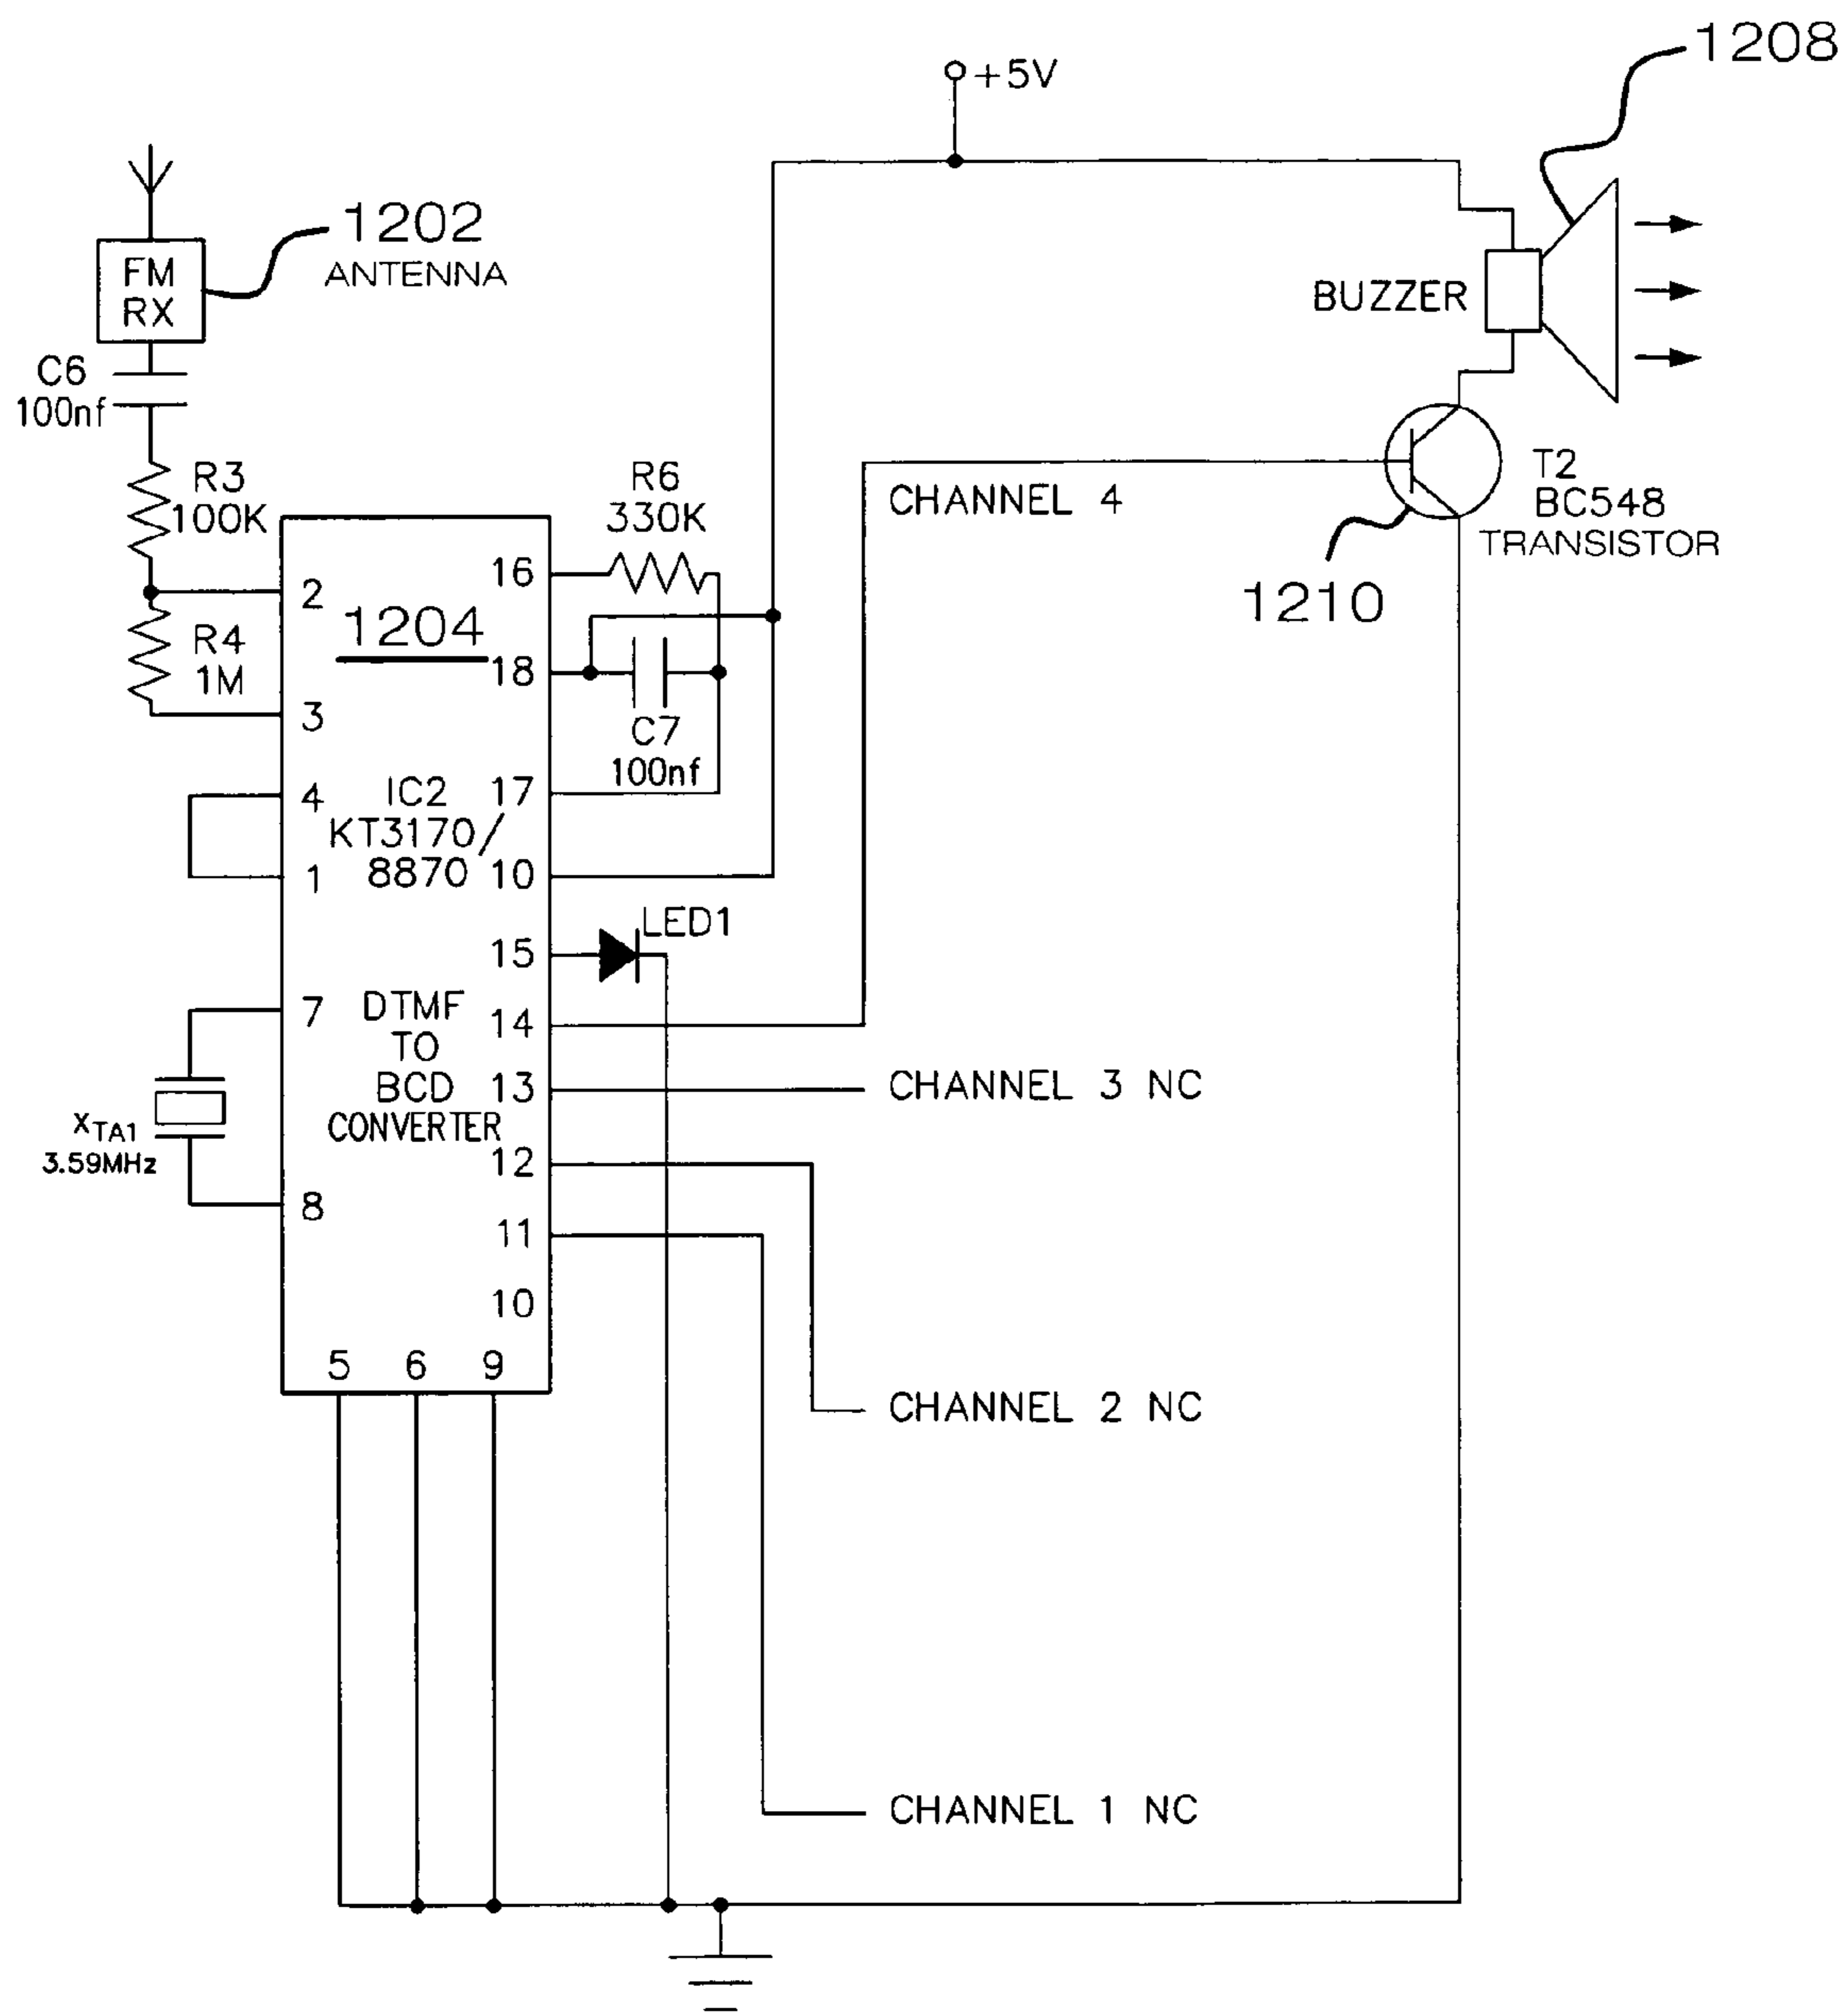 1208
+5V
1202
ANTENNA
FM
RX
BUZZER
C6
100nf
R3
100K
R6
330K
CHANNEL 4
T2
BC548
TRANSISTOR
1210
2
16
1204
R4
1M
18
3
C7
100nf
4
IC2
17
KT3170/
8870
1
10
LED1
15
7
DTMF
TO
BCD
CONVERTER
14
13
CHANNEL 3 NC
XTA1
3.59MHz
12
8
11
10
5 6 9
CHANNEL 2 NC
CHANNEL 1 NC